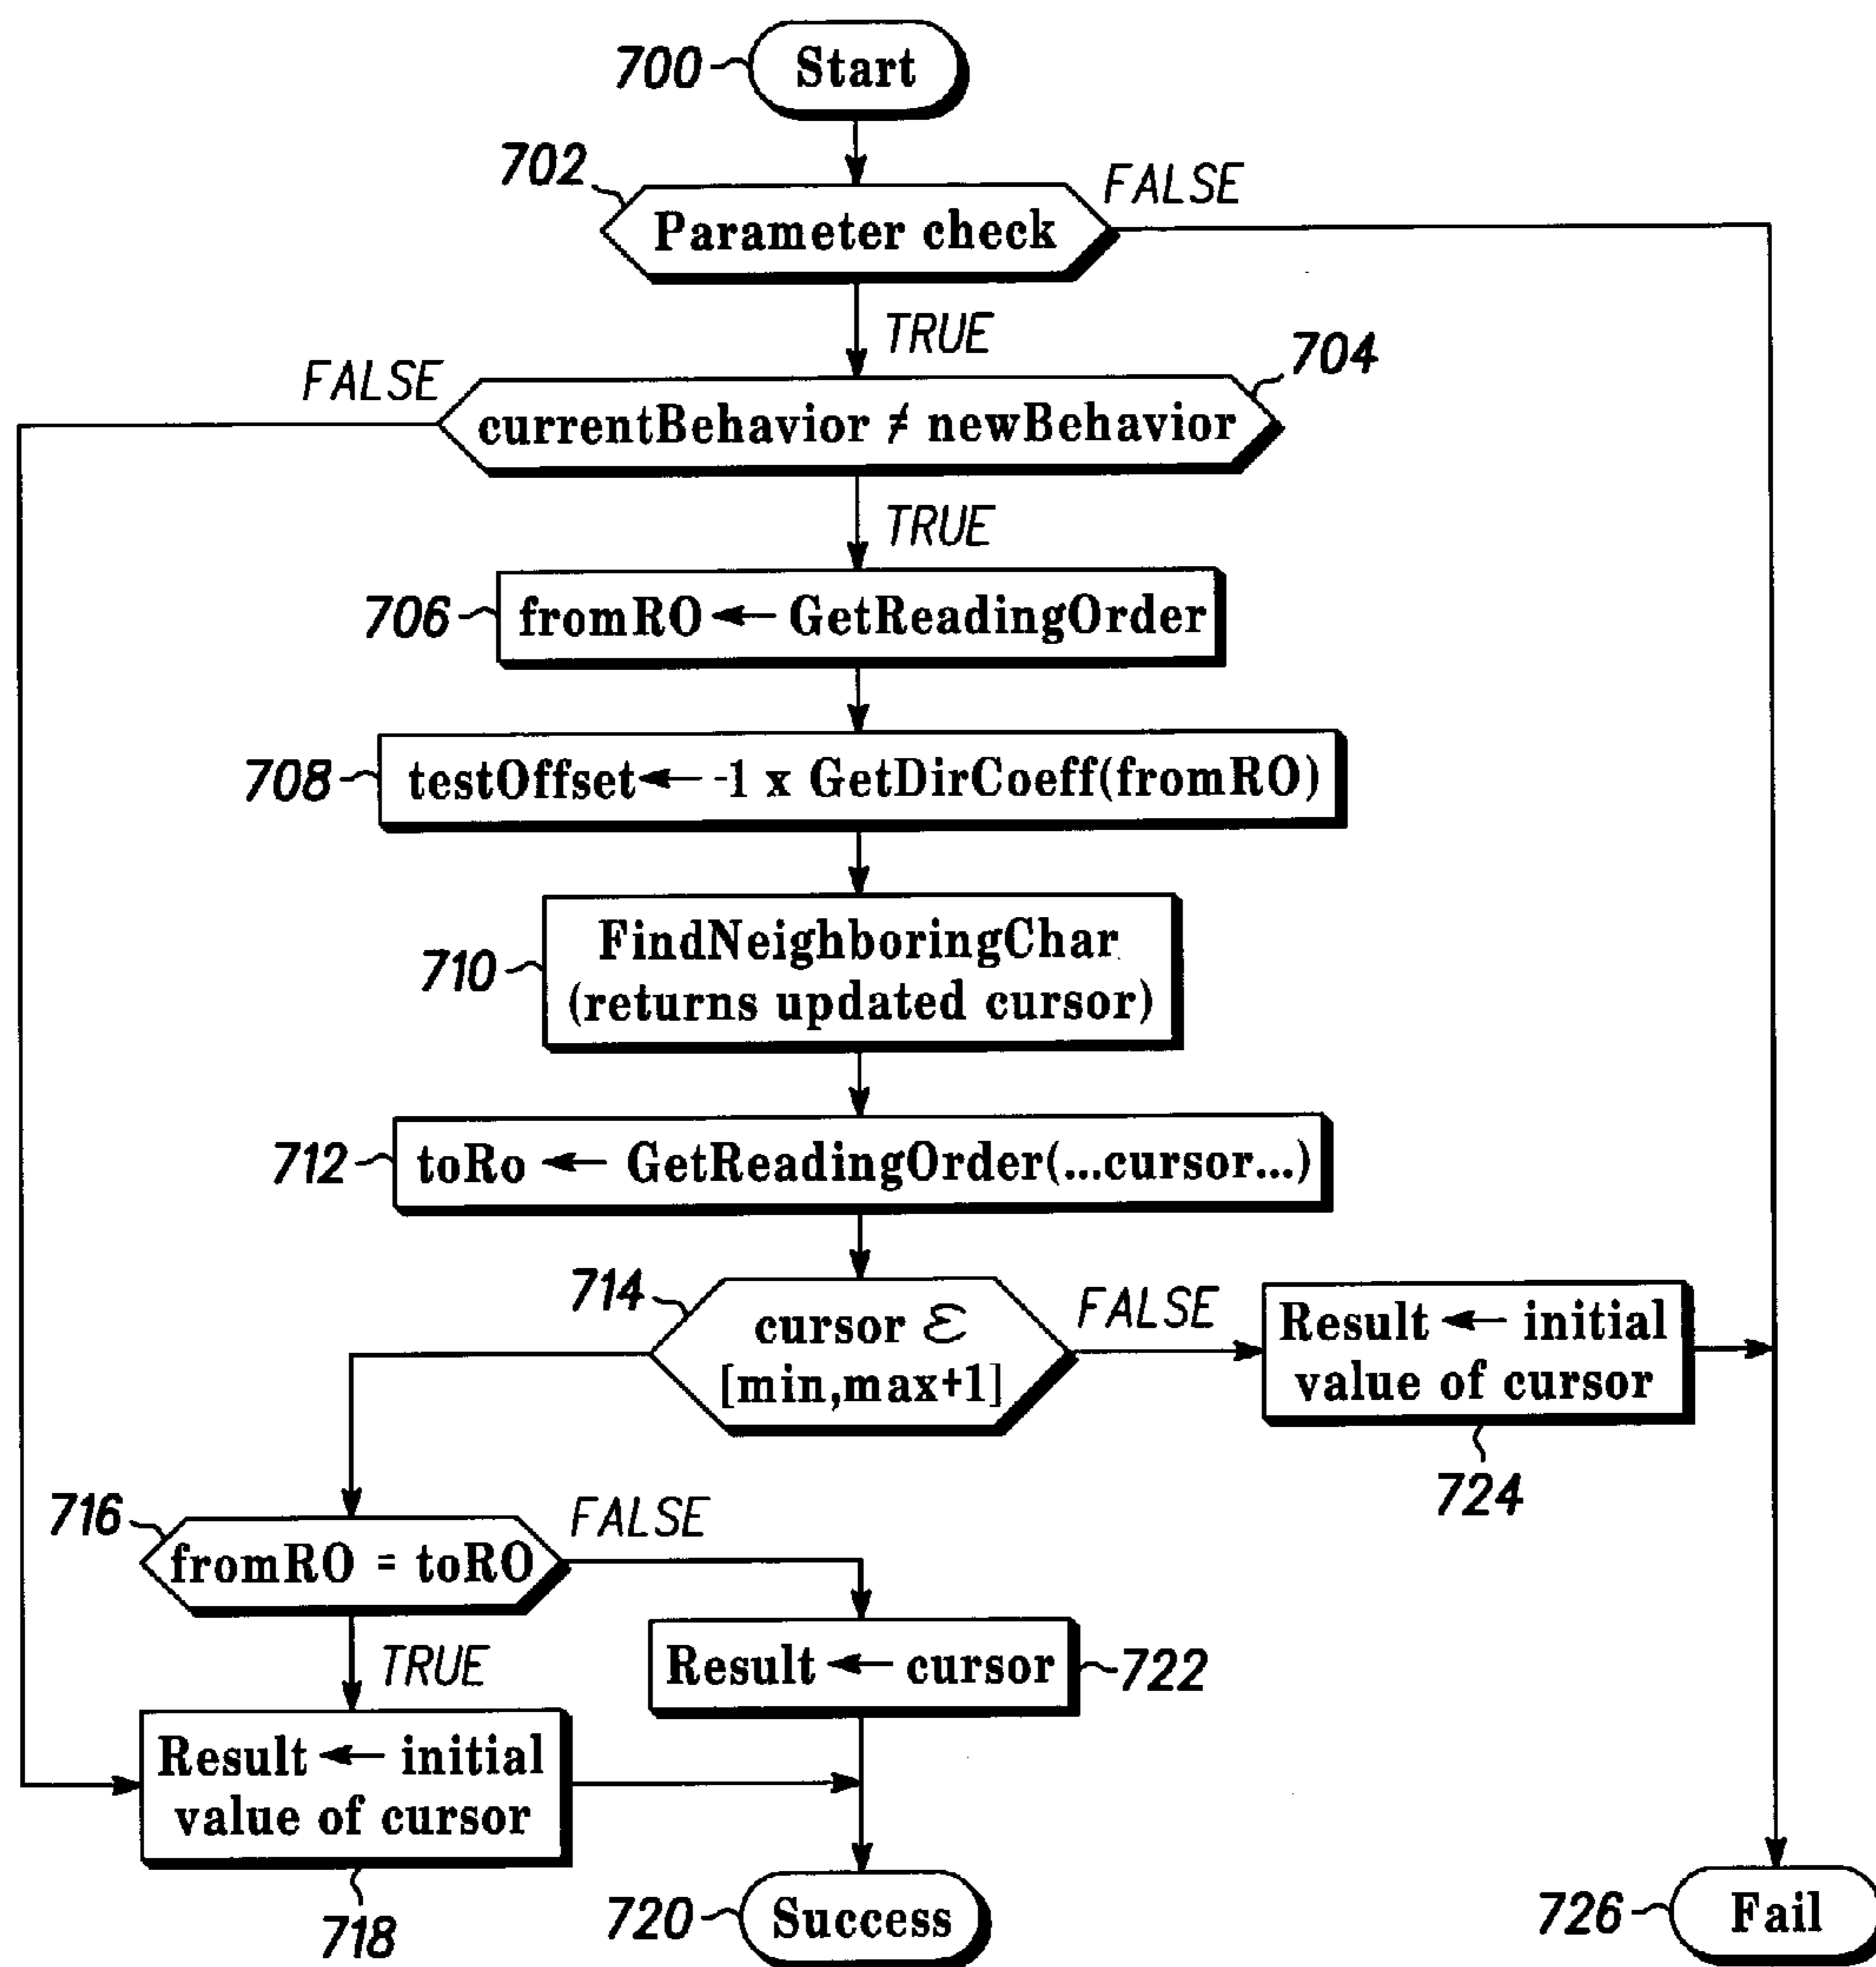 700
Start
702
FALSE
Parameter check
TRUE
704
FALSE
currentBehavior ≠ newBehavior
TRUE
706
fromRO ← GetReadingOrder
708
testOffset ← -1 x GetDirCoeff(fromRO)
710
FindNeighboringChar
(returns updated cursor)
712
toRo ← GetReadingOrder(...cursor...)
714
cursor ℰ
[min,max+1]
FALSE
Result ← initial
value of cursor
724
716
FALSE
fromRO = toRO
TRUE
Result ← cursor
722
Result ← initial
value of cursor
718
720
Success
726
Fail